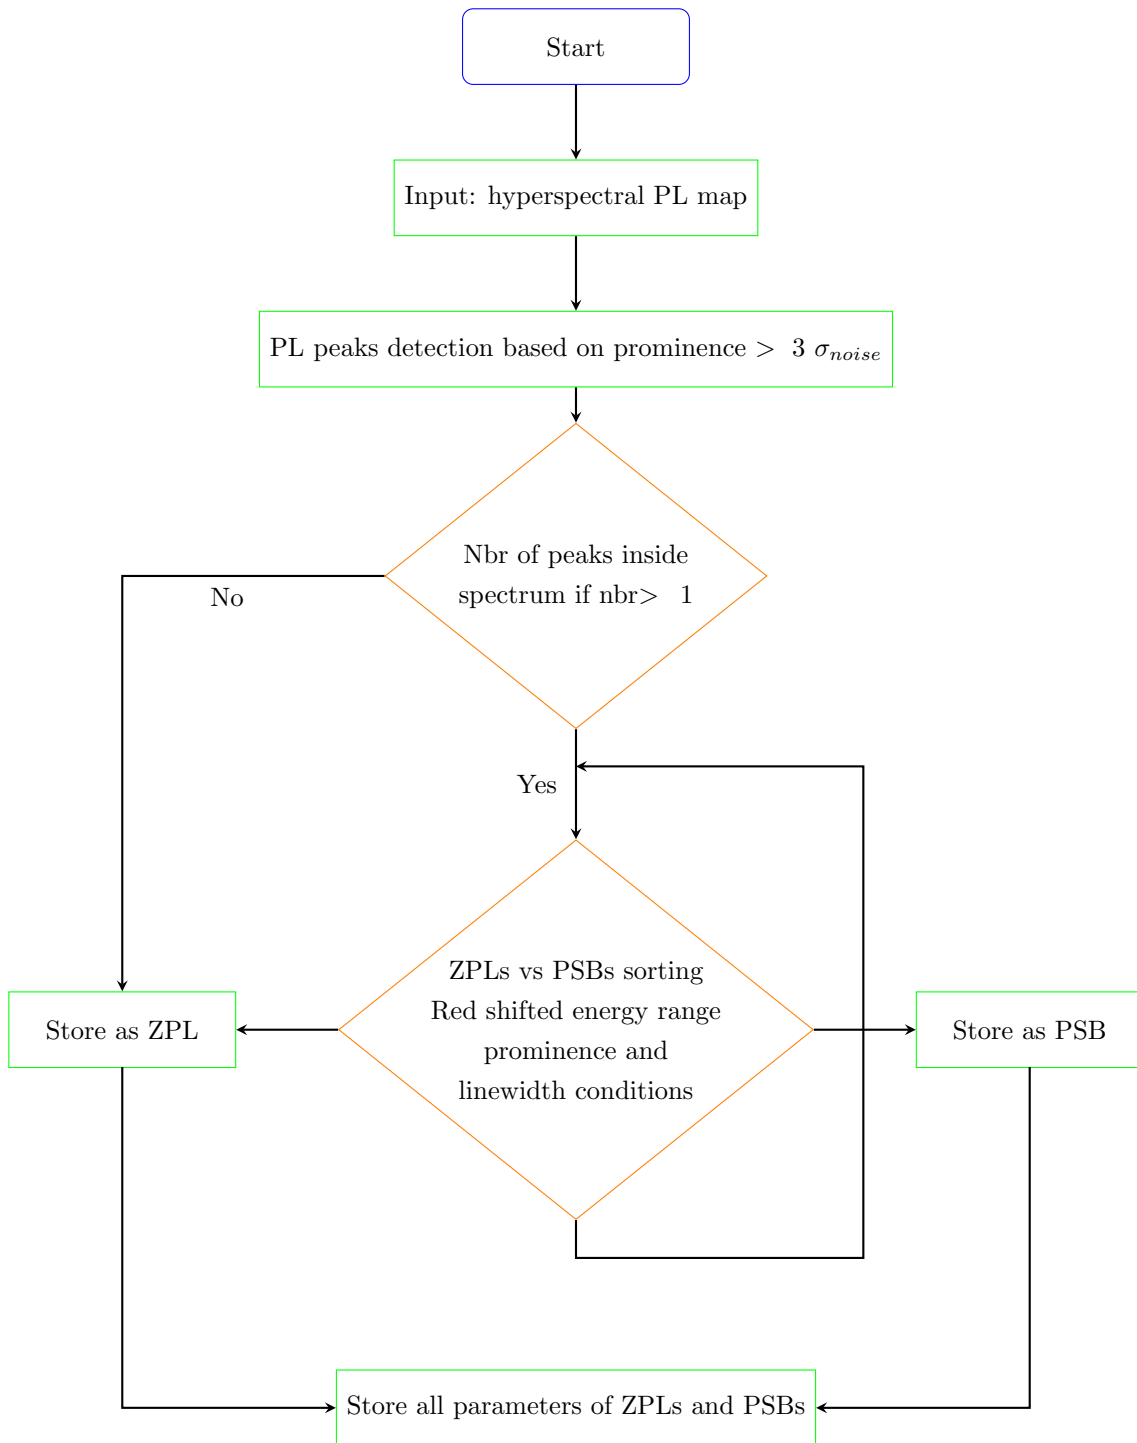 Start
Input: hyperspectral PL map
PL peaks detection based on prominence > 3 σnoise
Nbr of peaks inside
spectrum if nbr> 1
No
Yes
ZPLs vs PSBs sorting
Red shifted energy range
prominence and
linewidth conditions
Store as ZPL
Store as PSB
Store all parameters of ZPLs and PSBs